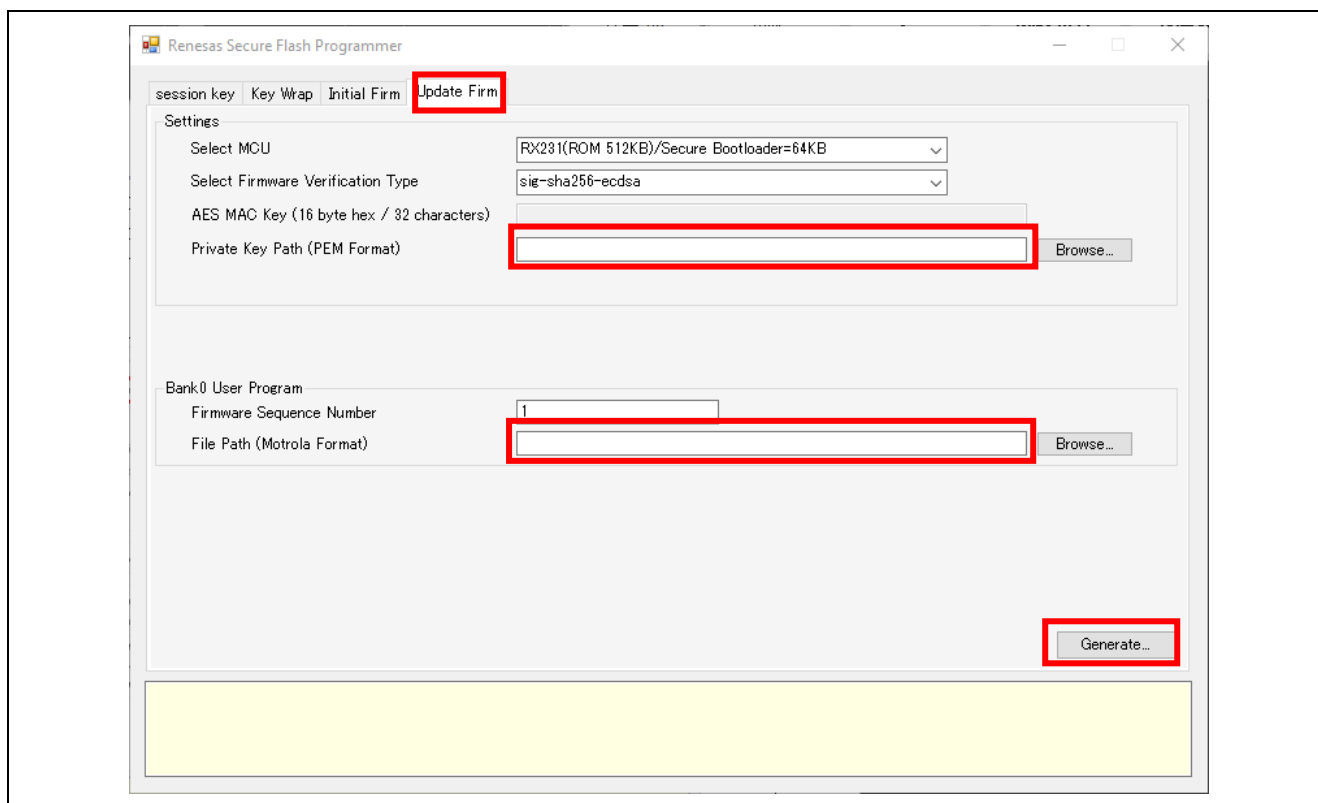 Renesas Secure Flash Programmer
session key Key Wrap Initial Firm Update Firm
Settings
Select MCU RX231(ROM 512KB)/Secure Bootloader=64KB
Select Firmware Verification Type sig-sha256-ecdsa
AES MAC Key (16 byte hex / 32 characters)
Private Key Path (PEM Format) Browse...
Bank0 User Program
Firmware Sequence Number 1
File Path (Motrola Format) Browse...
Generate...